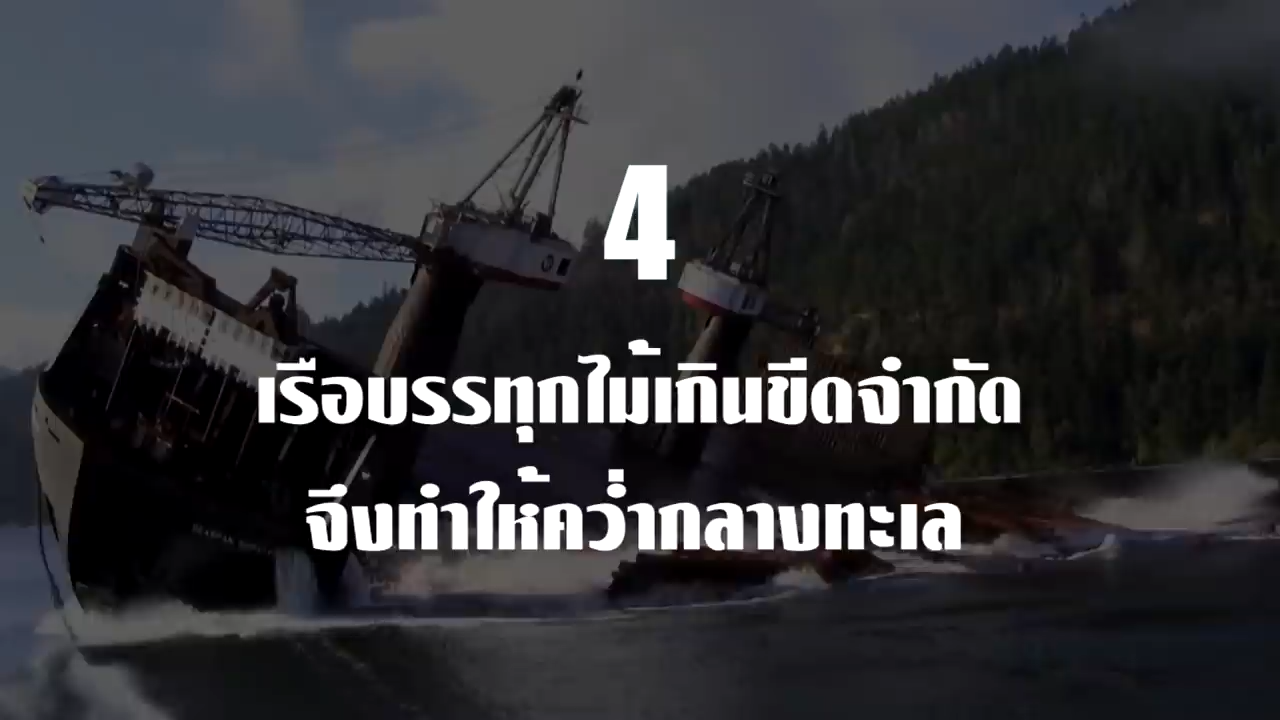 4
เรือบรรทุกไม้เกินขีดจำกัด
จึงทำให้คว่ำกลางทะเล